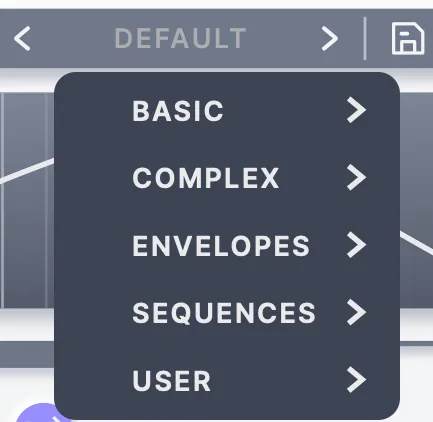 DEFAULT
BASIC
COMPLEX
ENVELOPES
SEQUENCES
USER